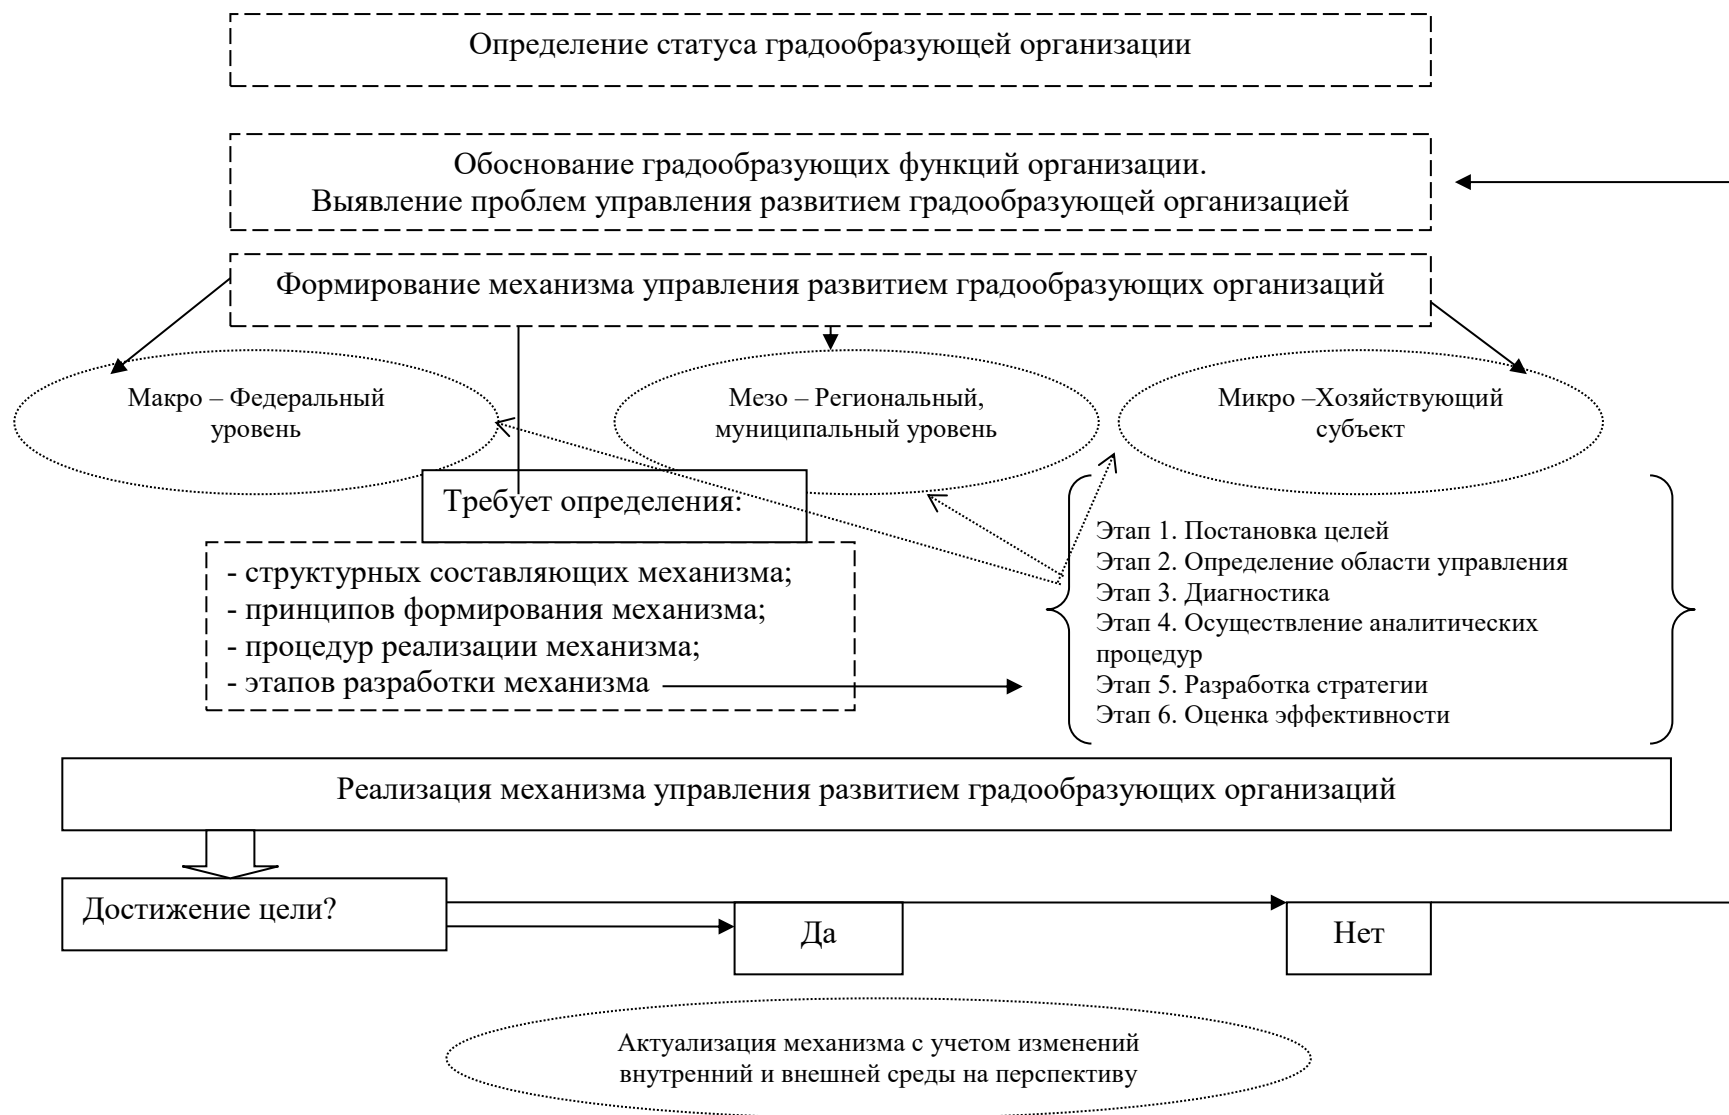 Определение статуса градообразующей организации
Обоснование градообразующих функций организации.
Выявление проблем управления развитием градообразующей организацией
Формирование механизма управления развитием градообразующих организаций
Макро – Федеральный
уровень
Мезо – Региональный,
муниципальный уровень
Микро –Хозяйствующий
субъект
Требует определения:
- структурных составляющих механизма;
- принципов формирования механизма;
- процедур реализации механизма;
- этапов разработки механизма
Этап 1. Постановка целей
Этап 2. Определение области управления
Этап 3. Диагностика
Этап 4. Осуществление аналитических
процедур
Этап 5. Разработка стратегии
Этап 6. Оценка эффективности
Реализация механизма управления развитием градообразующих организаций
Достижение цели?
Да
Нет
Актуализация механизма с учетом изменений
внутренний и внешней среды на перспективу